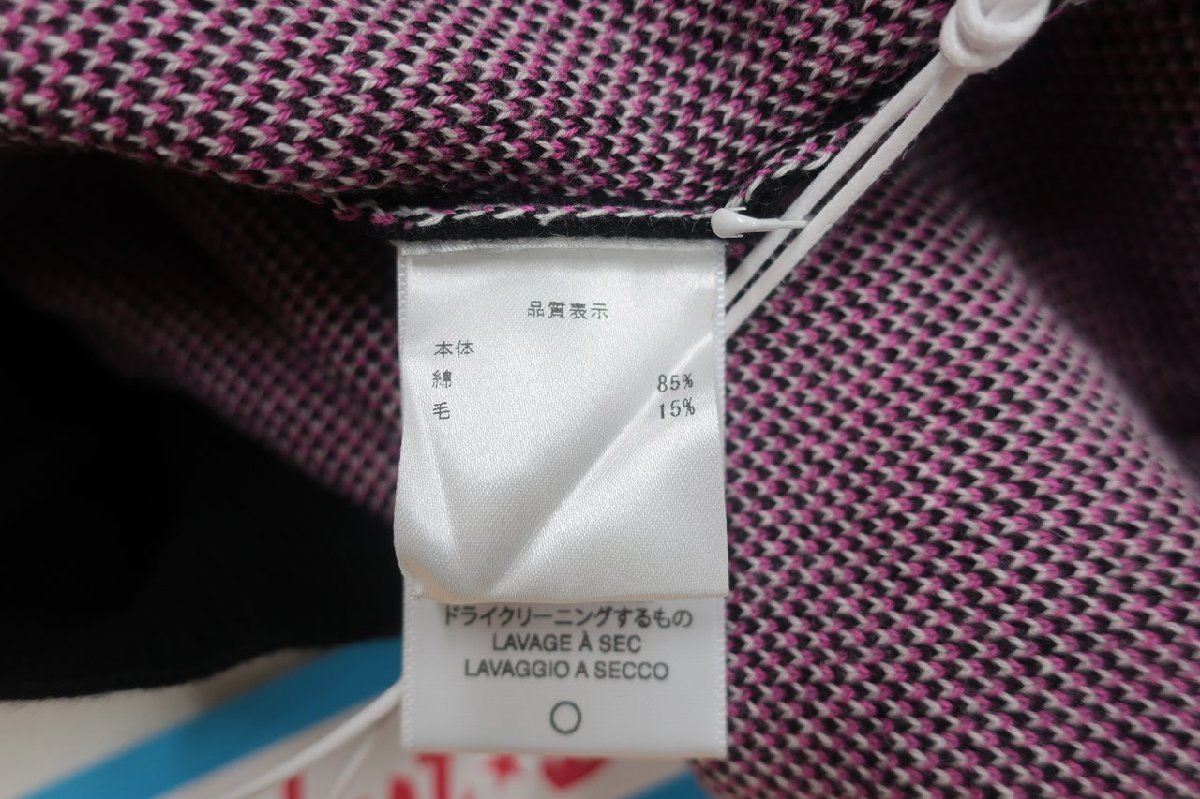 品質表示
本体
綿 85%
毛 15%
ドライクリーニングするもの
LAVAGE À SEC
LAVAGGIO A SECCO